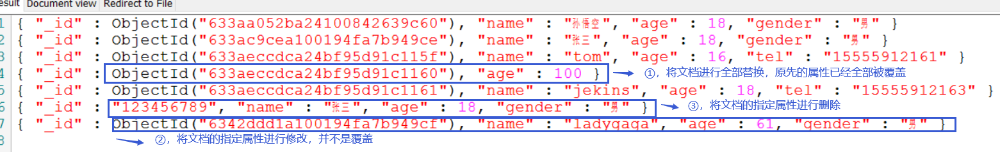 esult Document view Redirect to File
1 { "_id" : ObjectId("633aa052ba24100842639c60"), "name" : "孙悟空", "age" : 18, "gender" : "男" }
2 { "_id" : ObjectId("633ac9cea100194fa7b949ce"), "name" : "张三", "age" : 18, "gender" : "男" }
3 { "_id" : ObjectId("633aeccdca24bf95d91c115f"), "name" : "tom", "age" : 16, "tel" : "15555912161" }
4 { "_id" : ObjectId("633aeccdca24bf95d91c1160"), "age" : 100 }
①，将文档进行全部替换，原先的属性已经全部被覆盖
5 { "_id" : ObjectId("633aeccdca24bf95d91c1161"), "name" : "jekins", "age" : 18, "tel" : "15555912163" }
6 { "_id" : "123456789", "name" : "张三", "age" : 18, "gender" : "男" }
③，将文档的指定属性进行删除
7 { "_id" : ObjectId("6342ddd1a100194fa7b949cf"), "name" : "ladygaga", "age" : 61, "gender" : "男" }
8
②，将文档的指定属性进行修改，并不是覆盖